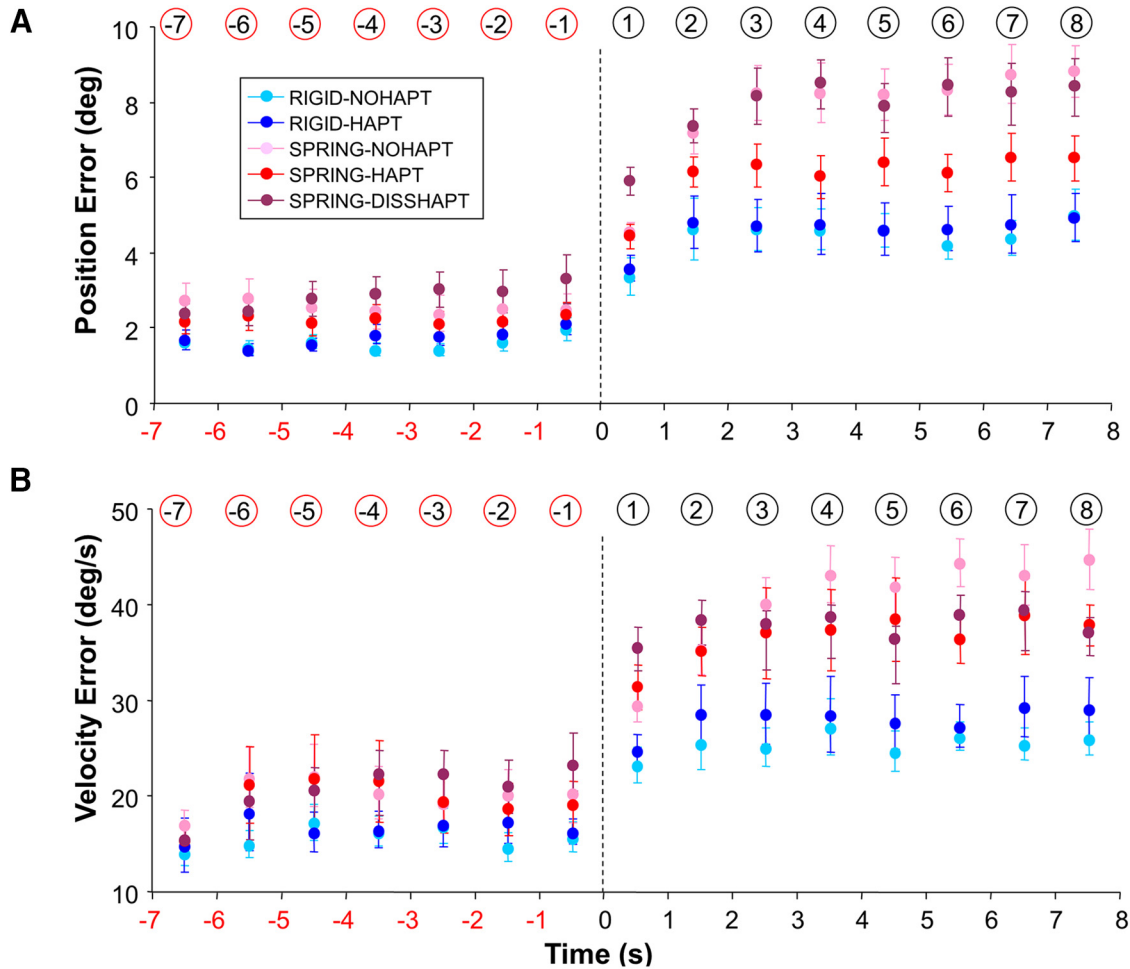 A
-7 -6 -5 -4 -3 -2 -1 1 2 3 4 5 6 7 8
Position Error (deg)
10
8
6
4
2
0
RIGID-NOHAPT
RIGID-HAPT
SPRING-NOHAPT
SPRING-HAPT
SPRING-DISSHAPT
-7 -6 -5 -4 -3 -2 -1 0 1 2 3 4 5 6 7 8
B
-7 -6 -5 -4 -3 -2 -1 1 2 3 4 5 6 7 8
Velocity Error (deg/s)
50
40
30
20
10
-7 -6 -5 -4 -3 -2 -1 0 1 2 3 4 5 6 7 8
Time (s)